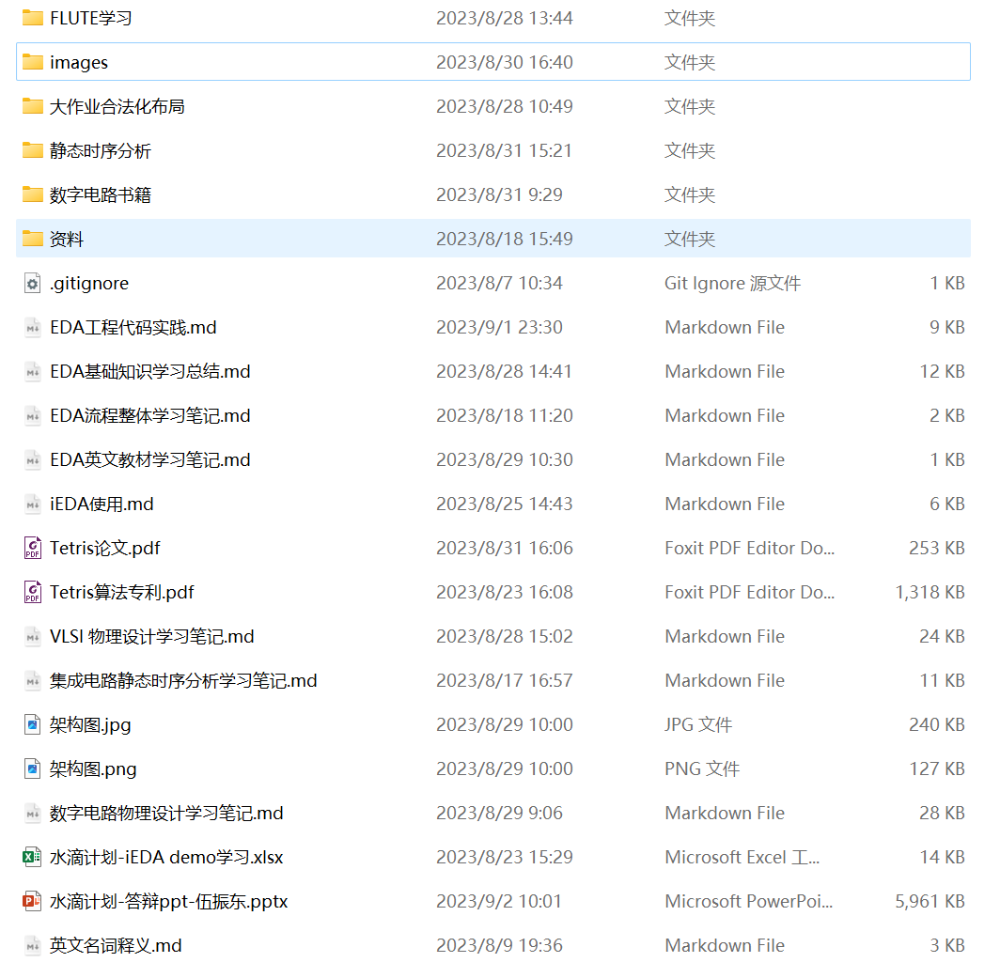 FLUTE学习 2023/8/28 13:44 文件夹
images 2023/8/30 16:40 文件夹
大作业合法化布局 2023/8/28 10:49 文件夹
静态时序分析 2023/8/31 15:21 文件夹
数字电路书籍 2023/8/31 9:29 文件夹
资料 2023/8/18 15:49 文件夹
.gitignore 2023/8/7 10:34 Git Ignore 源文件 1 KB
EDA工程代码实践.md 2023/9/1 23:30 Markdown File 9 KB
EDA基础知识学习总结.md 2023/8/28 14:41 Markdown File 12 KB
EDA流程整体学习笔记.md 2023/8/18 11:20 Markdown File 2 KB
EDA英文教材学习笔记.md 2023/8/29 10:30 Markdown File 1 KB
iEDA使用.md 2023/8/25 14:43 Markdown File 6 KB
Tetris论文.pdf 2023/8/31 16:06 Foxit PDF Editor Do... 253 KB
Tetris算法专利.pdf 2023/8/23 16:08 Foxit PDF Editor Do... 1,318 KB
VLSI 物理设计学习笔记.md 2023/8/28 15:02 Markdown File 24 KB
集成电路静态时序分析学习笔记.md 2023/8/17 16:57 Markdown File 11 KB
架构图.jpg 2023/8/29 10:00 JPG 文件 240 KB
架构图.png 2023/8/29 10:00 PNG 文件 127 KB
数字电路物理设计学习笔记.md 2023/8/29 9:06 Markdown File 28 KB
水滴计划-iEDA demo学习.xlsx 2023/8/23 15:29 Microsoft Excel 工... 14 KB
水滴计划-答辩ppt-伍振东.pptx 2023/9/2 10:01 Microsoft PowerPoi... 5,961 KB
英文名词释义.md 2023/8/9 19:36 Markdown File 3 KB